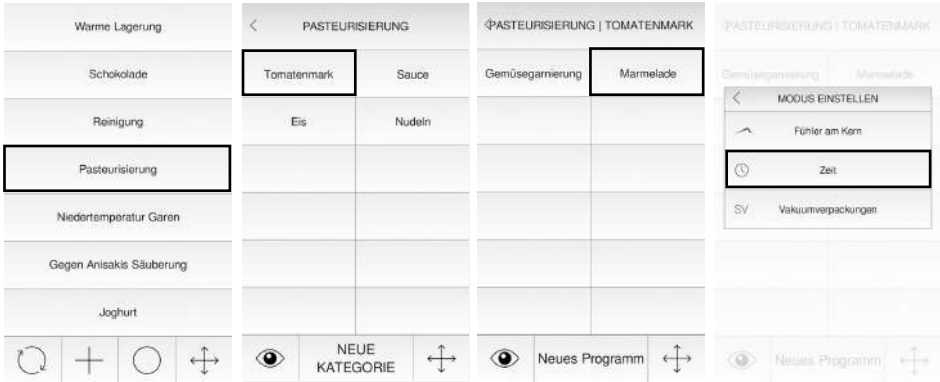 Warme Lagerung
Schokolade
Reinigung
Pasteurisierung
Niedertemperatur Garen
Gegen Anisakis Säuberung
Joghurt
PASTEURISIERUNG
Tomatenmark
Sauce
Eis
Nudeln
NEUE
KATEGORIE
PASTEURISIERUNG | TOMATENMARK
Gemüsegarnierung
Marmelade
Neues Programm
PASTEURISIERUNG | TOMATENMARK
Gemüsegarnierung
Marmelade
MODUS EINSTELLEN
Fühler am Kern
Zeit
SV
Vakuumverpackungen
Neues Programm